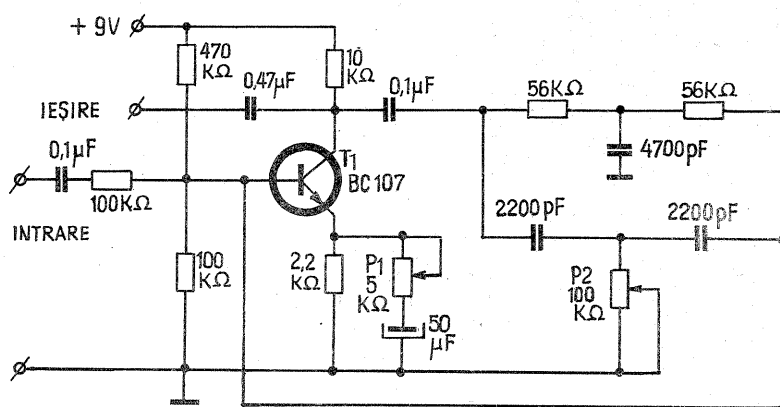 + 9V
470
KΩ
10
KΩ
0,47µF
0,1µF
56KΩ
56KΩ
IEŞIRE
4700pF
0,1µF
T1
BC 107
100KΩ
INTRARE
2200pF
2200pF
100
KΩ
2,2
KΩ
P1
5
KΩ
P2
100
KΩ
50
µF